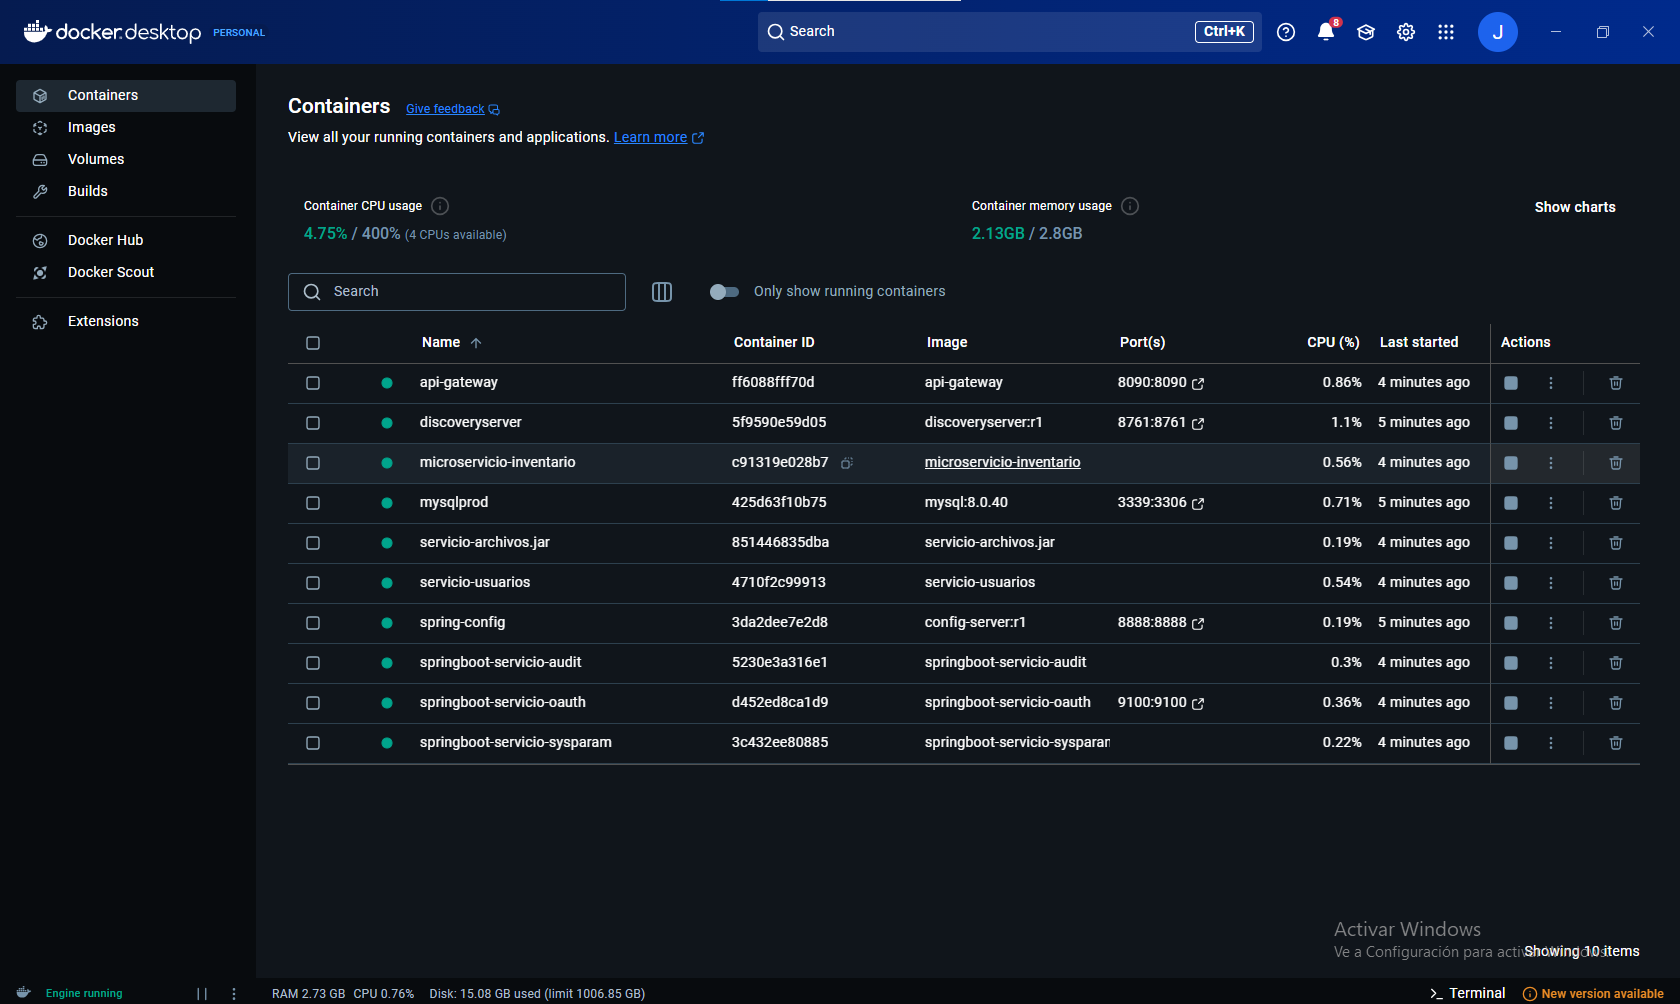 docker.desktop PERSONAL
Search Ctrl+K
8
J
Containers
Images
Volumes
Builds
Docker Hub
Docker Scout
Extensions
Containers Give feedback
View all your running containers and applications. Learn more
Container CPU usage
4.75% / 400% (4 CPUs available)
Container memory usage
2.13GB / 2.8GB
Show charts
Search
Only show running containers
Name Container ID Image Port(s) CPU (%) Last started Actions
api-gateway ff6088fff70d api-gateway 8090:8090 0.86% 4 minutes ago
discoveryserver 5f9590e59d05 discoveryserver:r1 8761:8761 1.1% 5 minutes ago
microservicio-inventario c91319e028b7 microservicio-inventario 0.56% 4 minutes ago
mysqlprod 425d63f10b75 mysql:8.0.40 3339:3306 0.71% 5 minutes ago
servicio-archivos.jar 851446835dba servicio-archivos.jar 0.19% 4 minutes ago
servicio-usuarios 4710f2c99913 servicio-usuarios 0.54% 4 minutes ago
spring-config 3da2dee7e2d8 config-server:r1 8888:8888 0.19% 5 minutes ago
springboot-servicio-audit 5230e3a316e1 springboot-servicio-audit 0.3% 4 minutes ago
springboot-servicio-oauth d452ed8ca1d9 springboot-servicio-oauth 9100:9100 0.36% 4 minutes ago
springboot-servicio-sysparam 3c432ee80885 springboot-servicio-sysparan 0.22% 4 minutes ago
Activar Windows
Ve a Configuración para activar Windows.
Showing 10 items
Engine running
RAM 2.73 GB CPU 0.76% Disk: 15.08 GB used (limit 1006.85 GB)
Terminal
New version available